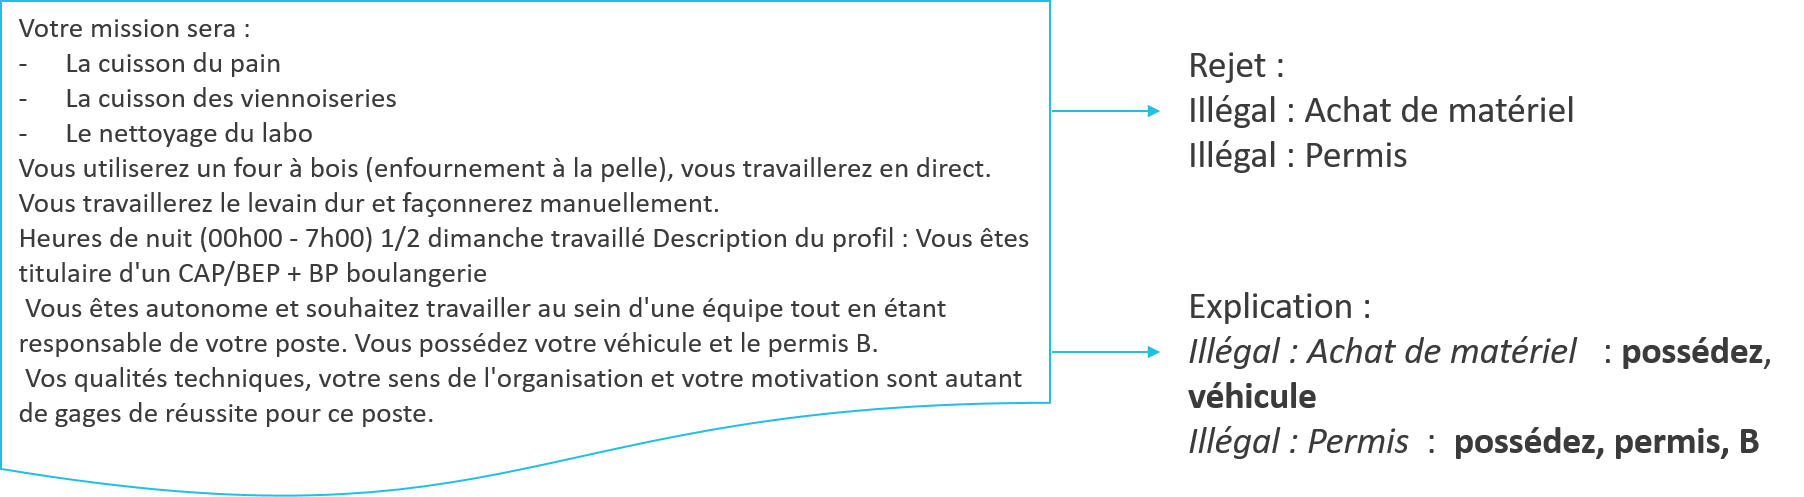 Votre mission sera :
- La cuisson du pain
- La cuisson des viennoiseries
- Le nettoyage du labo
Vous utiliserez un four à bois (enfournement à la pelle), vous travaillerez en direct.
Vous travaillerez le levain dur et façonnerez manuellement.
Heures de nuit (00h00 - 7h00) 1/2 dimanche travaillé Description du profil : Vous êtes
titulaire d'un CAP/BEP + BP boulangerie
Vous êtes autonome et souhaitez travailler au sein d'une équipe tout en étant
responsable de votre poste. Vous possédez votre véhicule et le permis B.
Vos qualités techniques, votre sens de l'organisation et votre motivation sont autant
de gages de réussite pour ce poste.
Rejet :
Illégal : Achat de matériel
Illégal : Permis
Explication :
Illégal : Achat de matériel : possédez,
véhicule
Illégal : Permis : possédez, permis, B